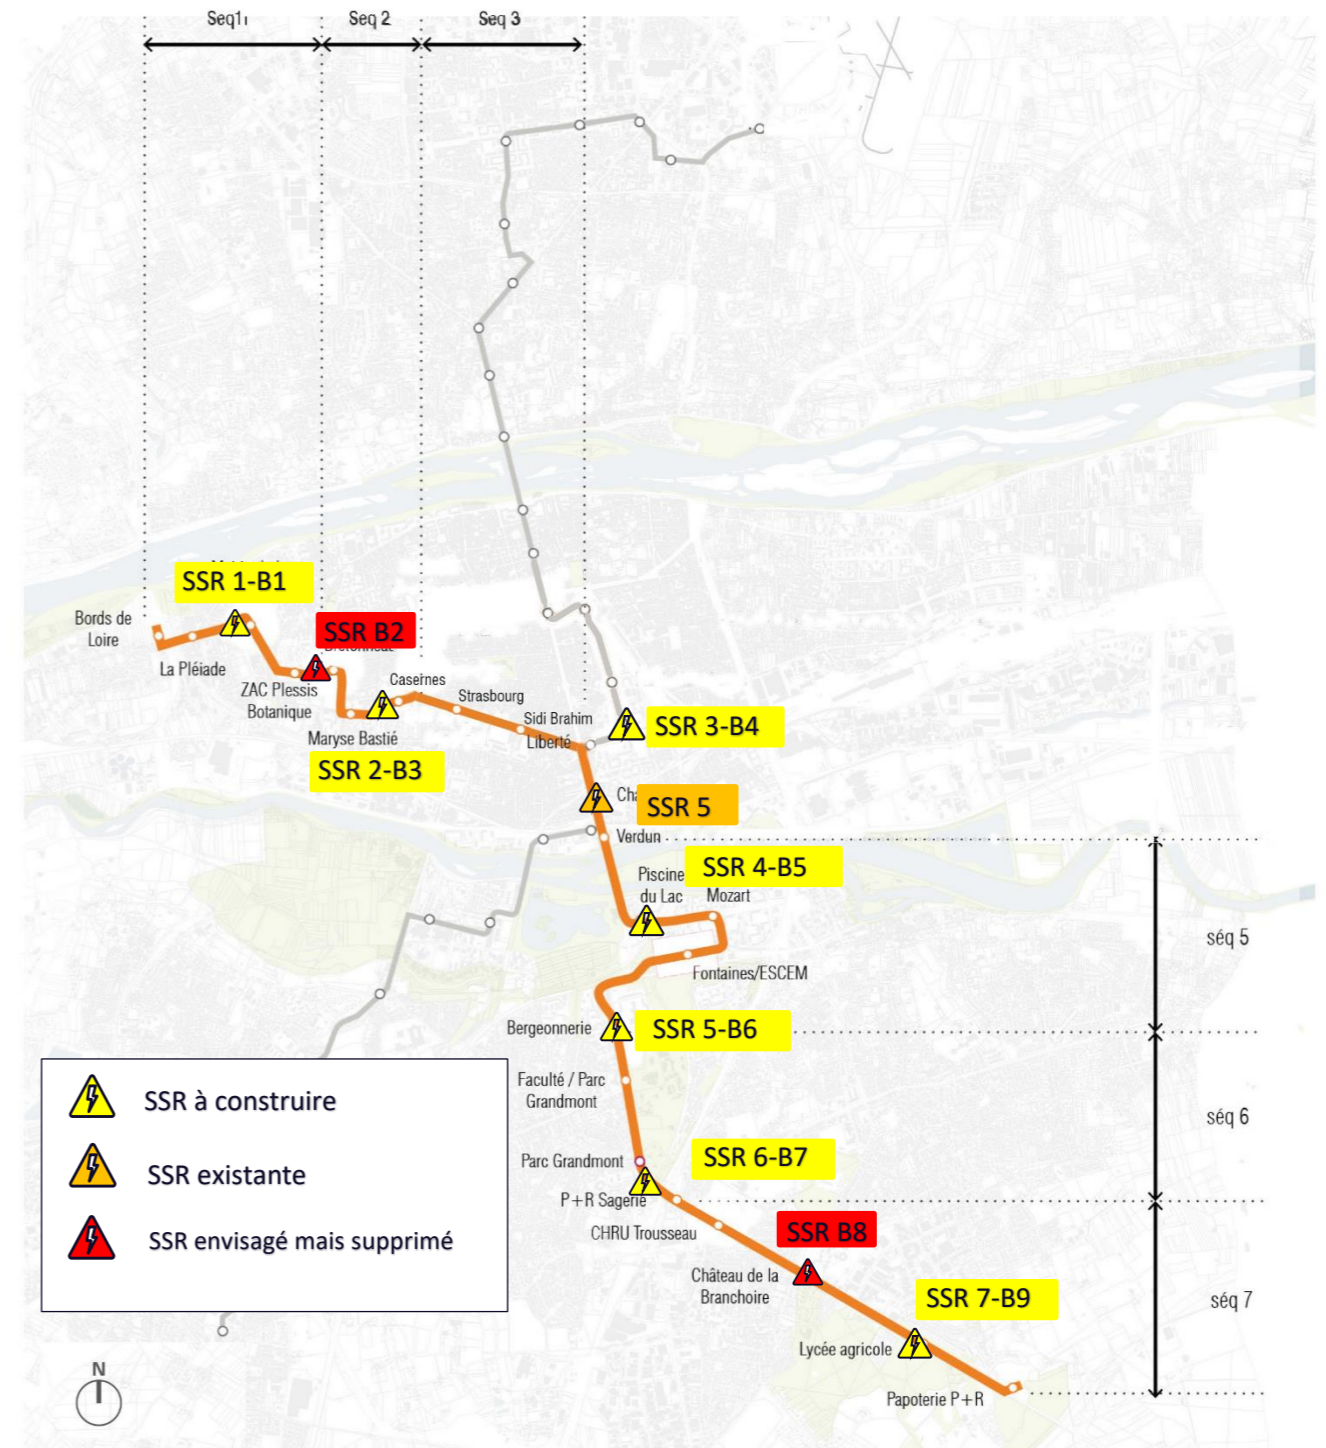 Seq1
Seq 2
Seq 3
SSR 1-B1
Bords de
Loire
La Pléiade
SSR B2
ZAC Plessis
Botanique
Casernes
Strasbourg
Maryse Bastié
Sidi Brahim
Liberté
SSR 3-B4
SSR 2-B3
SSR 5
Verdun
SSR 4-B5
Piscine
du Lac
Mozart
séq 5
Fontaines/ESCEM
Bergeonnerie
SSR 5-B6
Faculté / Parc
Grandmont
séq 6
Parc Grandmont
SSR 6-B7
P+R Sagerie
CHRU Trousseau
SSR B8
Château de la
Branchoire
SSR 7-B9
séq 7
Lycée agricole
Papoterie P+R
SSR à construire
SSR existante
SSR envisagé mais supprimé
N